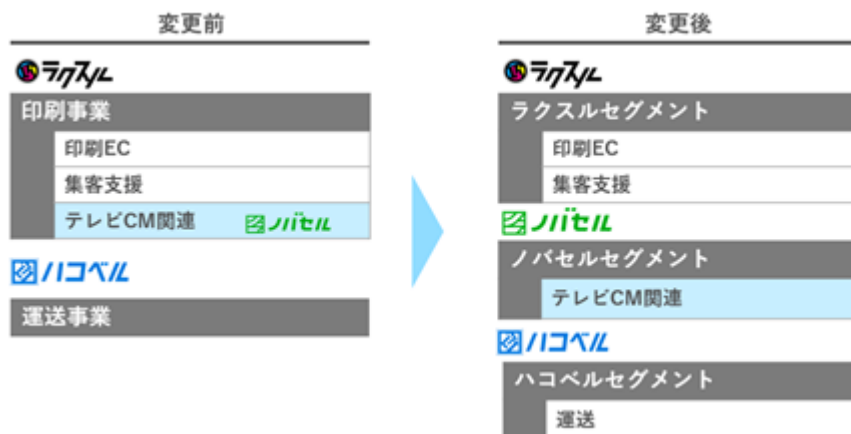 変更前
ラクスル
印刷事業
印刷EC
集客支援
テレビCM関連 ノバセル
ハコベル
運送事業
変更後
ラクスル
ラクスルセグメント
印刷EC
集客支援
ノバセル
ノバセルセグメント
テレビCM関連
ハコベル
ハコベルセグメント
運送